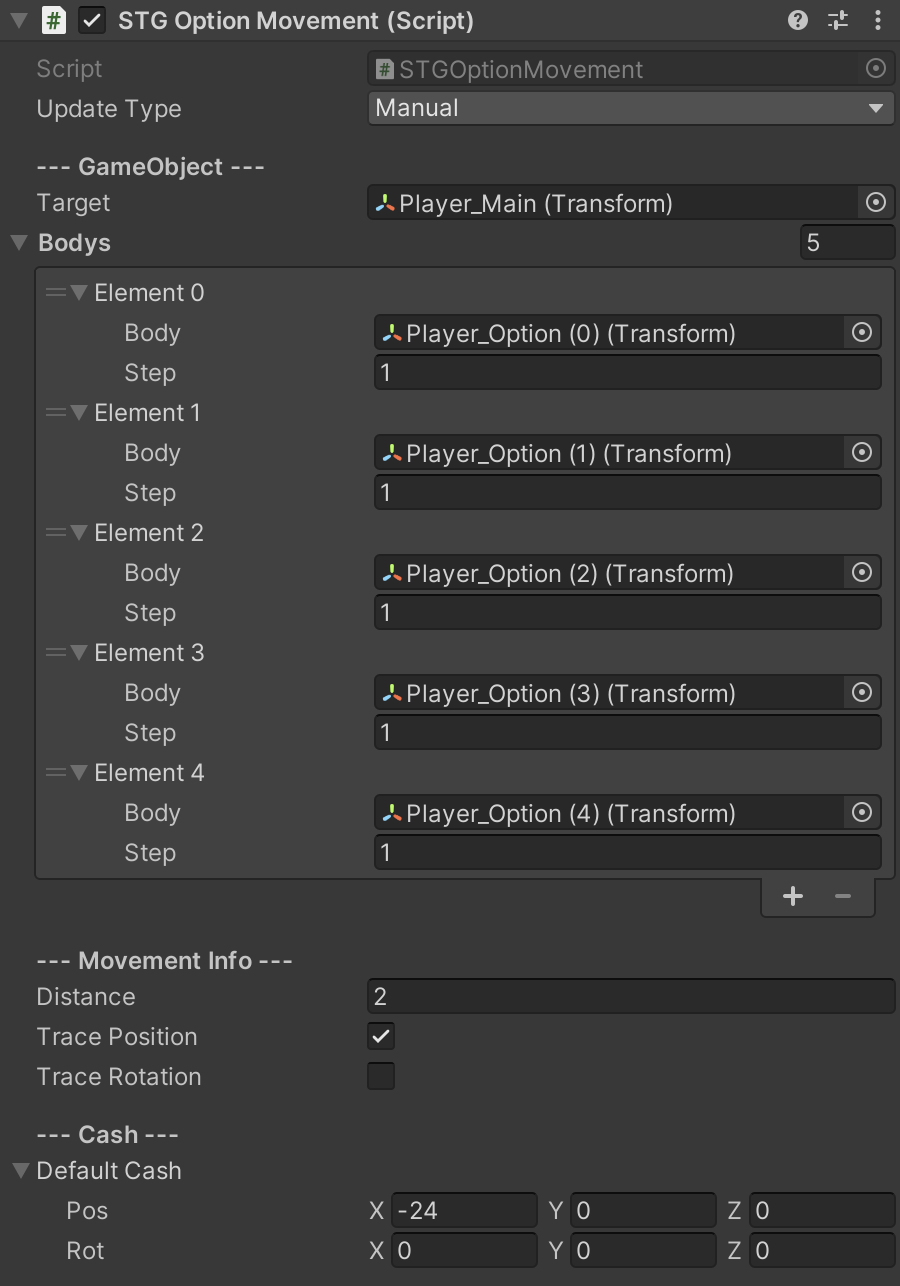 STG Option Movement (Script)
Script STGOptionMovement
Update Type Manual
--- GameObject ---
Target Player_Main (Transform)
Bodys 5
Element 0
Body Player_Option (0) (Transform)
Step 1
Element 1
Body Player_Option (1) (Transform)
Step 1
Element 2
Body Player_Option (2) (Transform)
Step 1
Element 3
Body Player_Option (3) (Transform)
Step 1
Element 4
Body Player_Option (4) (Transform)
Step 1
--- Movement Info ---
Distance 2
Trace Position
Trace Rotation
--- Cash ---
Default Cash
Pos X -24 Y 0 Z 0
Rot X 0 Y 0 Z 0